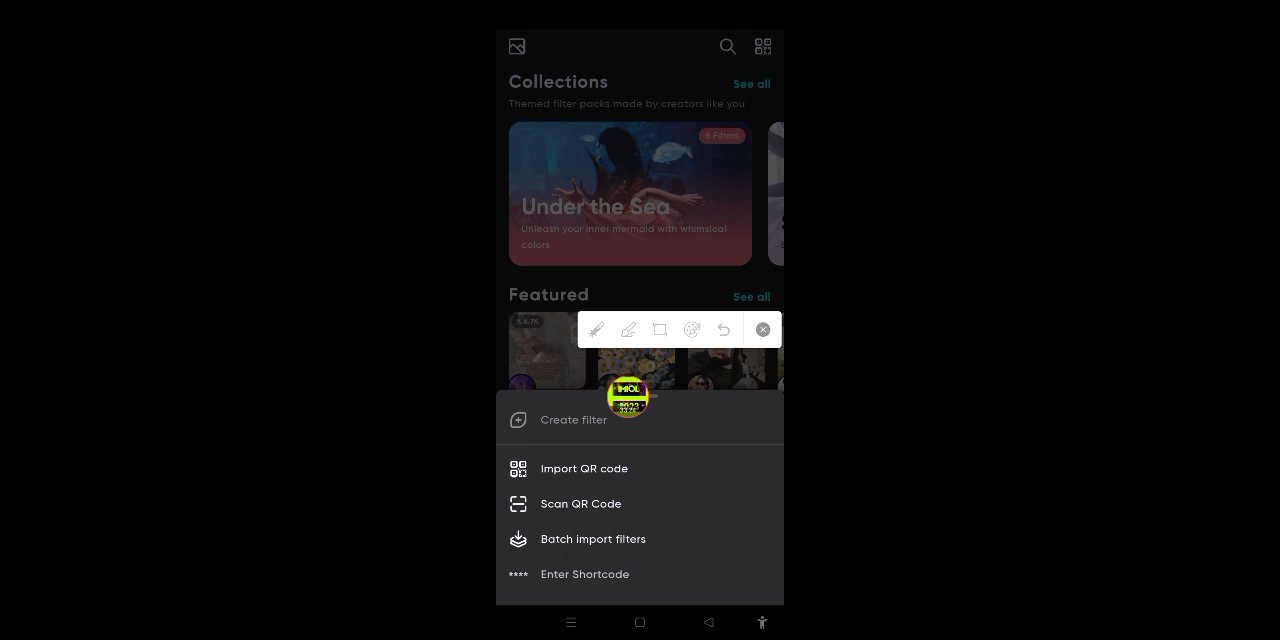 Collections
See all
Themed filter packs made by creators like you
6 Filters
Under the Sea
Unleash your inner mermaid with whimsical
colors
Featured
See all
Create filter
Import QR code
Scan QR Code
Batch import filters
**** Enter Shortcode